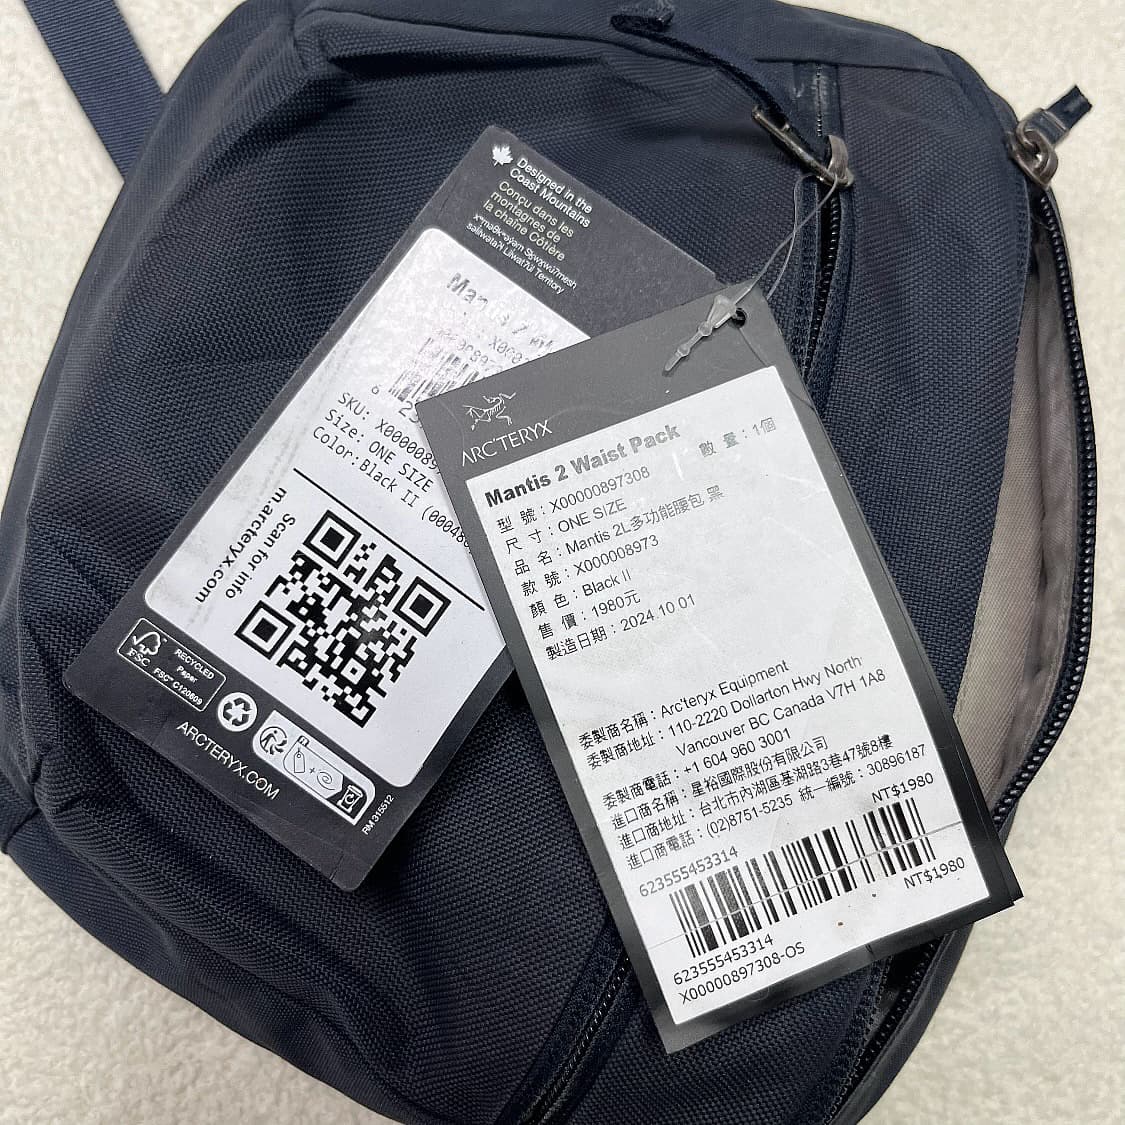 Designed in the
Coast Mountains
Conçu dans les
montagnes de
la chaîne Côtière
Territory
SKU:
Size: ONE SIZE
Color:Black II
Scan for info
m.arcteryx.com
FSC
RECYCLED
Paper
FSC™ C120609
ARCTERYX.COM
RM 315512
ARC'TERYX
Mantis 2 Waist Pack
數 量：1個
型 號：X00000897308
尺 寸：ONE SIZE
品 名：Mantis 2L多功能腰包 黑
款 號：X000008973
顏 色：Black II
售 價：1980元
製造日期：2024.10 01
委製商名稱：Arc'teryx Equipment
委製商地址：110-2220 Dollarton Hwy North
Vancouver BC Canada V7H 1A8
委製商電話：+1 604 960 3001
進口商名稱：星裕國際股份有限公司
進口商地址：台北市內湖區基湖路3巷47號8樓
進口商電話：(02)8751-5235 統一編號：30896187
NT$1980
623555453314
NT$1980
623555453314
X00000897308-OS